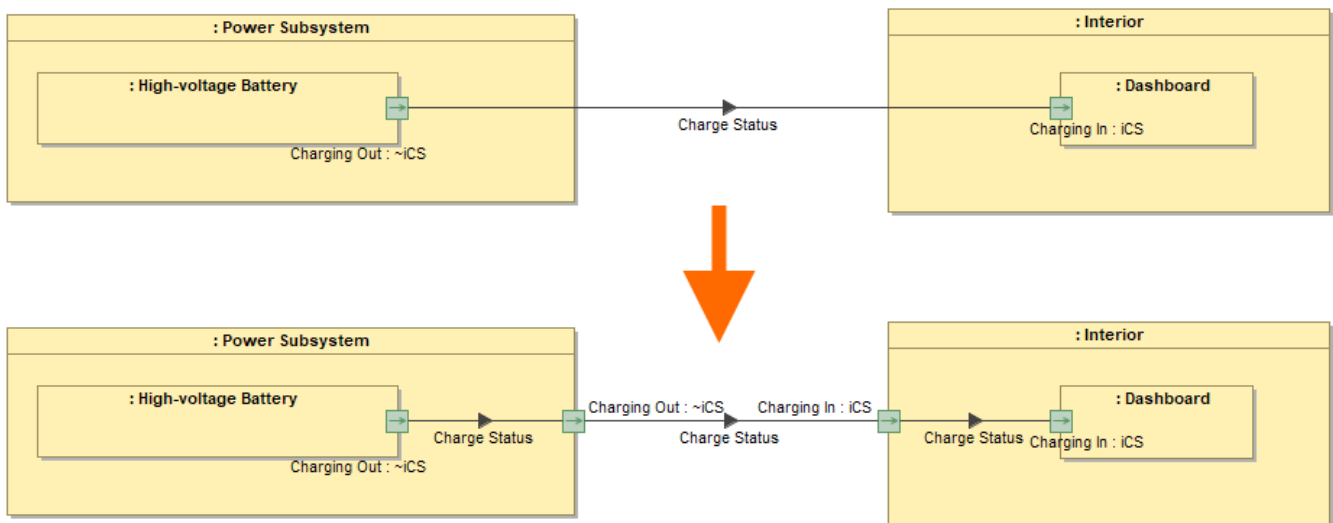 : Power Subsystem
: Interior
: High-voltage Battery
: Dashboard
Charge Status
Charging In : iCS
Charging Out : ~iCS
: Power Subsystem
: Interior
: High-voltage Battery
: Dashboard
Charging Out : ~iCS
Charging In : iCS
Charge Status
Charge Status
Charge Status
Charging In : iCS
Charging Out : ~iCS